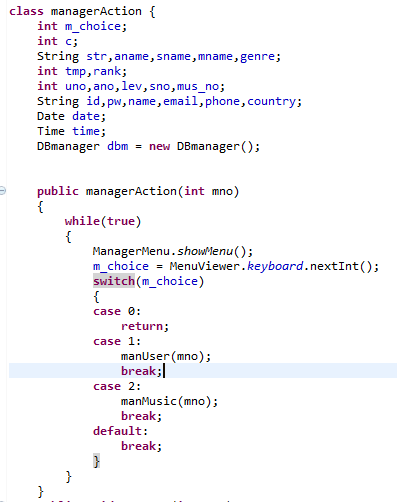 class managerAction {
    int m_choice;
    int c;
    String str,aname,sname,mname,genre;
    int tmp,rank;
    int uno,ano,lev,sno,mus_no;
    String id,pw,name,email,phone,country;
    Date date;
    Time time;
    DBmanager dbm = new DBmanager();
    public managerAction(int mno)
    {
        while(true)
        {
            ManagerMenu.showMenu();
            m_choice = MenuViewer.keyboard.nextInt();
            switch(m_choice)
            {
            case 0:
                return;
            case 1:
                manUser(mno);
                break;
            case 2:
                manMusic(mno);
                break;
            default:
                break;
            }
        }
    }